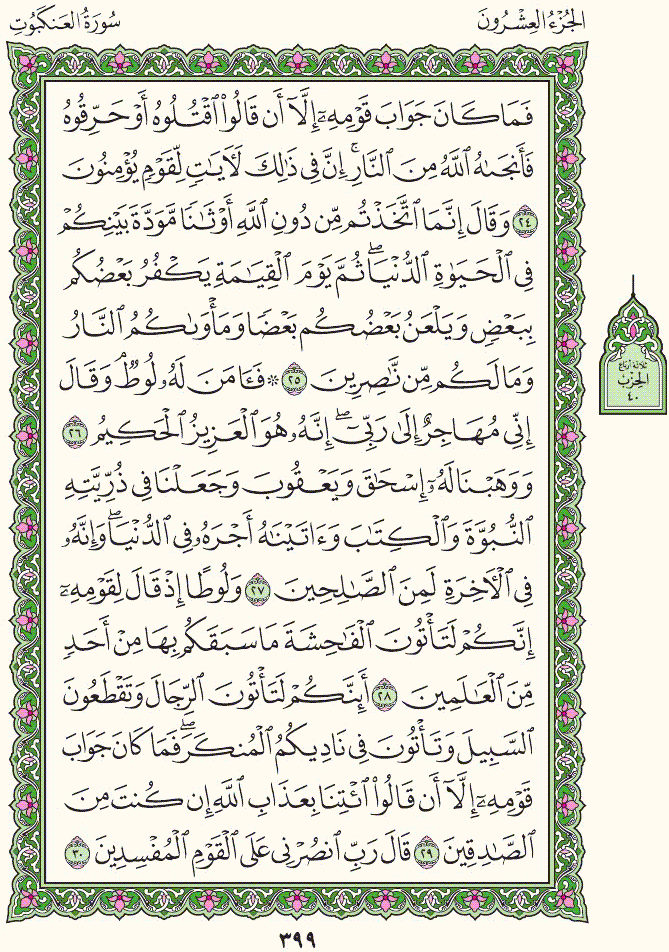 الجُزْءُ العِشْرُونَ
سُورَةُ العَنكَبُوتِ
فَمَا كَانَ جَوَابَ قَوْمِهِۦٓ إِلَّآ أَن قَالُوا۟ ٱقْتُلُوهُ أَوْ حَرِّقُوهُ
فَأَنجَىٰهُ ٱللَّهُ مِنَ ٱلنَّارِ ۚ إِنَّ فِى ذَٰلِكَ لَـَٔايَـٰتٍ لِّقَوْمٍ يُؤْمِنُونَ
٢٤ وَقَالَ إِنَّمَا ٱتَّخَذْتُم مِّن دُونِ ٱللَّهِ أَوْثَـٰنًا مَّوَدَّةَ بَيْنِكُمْ
فِى ٱلْحَيَوٰةِ ٱلدُّنْيَا ۖ ثُمَّ يَوْمَ ٱلْقِيَـٰمَةِ يَكْفُرُ بَعْضُكُم
بِبَعْضٍ وَيَلْعَنُ بَعْضُكُم بَعْضًا وَمَأْوَىٰكُمُ ٱلنَّارُ
وَمَا لَكُم مِّن نَّـٰصِرِينَ ٢٥ ۞ فَـَٔامَنَ لَهُۥ لُوطٌ ۘ وَقَالَ
إِنِّى مُهَاجِرٌ إِلَىٰ رَبِّىٓ ۖ إِنَّهُۥ هُوَ ٱلْعَزِيزُ ٱلْحَكِيمُ ٢٦
وَوَهَبْنَا لَهُۥٓ إِسْحَـٰقَ وَيَعْقُوبَ وَجَعَلْنَا فِى ذُرِّيَّتِهِ
ٱلنُّبُوَّةَ وَٱلْكِتَـٰبَ وَءَاتَيْنَـٰهُ أَجْرَهُۥ فِى ٱلدُّنْيَا ۖ وَإِنَّهُۥ
فِى ٱلْـَٔاخِرَةِ لَمِنَ ٱلصَّـٰلِحِينَ ٢٧ وَلُوطًا إِذْ قَالَ لِقَوْمِهِۦٓ
إِنَّكُمْ لَتَأْتُونَ ٱلْفَـٰحِشَةَ مَا سَبَقَكُم بِهَا مِنْ أَحَدٍ
مِّنَ ٱلْعَـٰلَمِينَ ٢٨ أَئِنَّكُمْ لَتَأْتُونَ ٱلرِّجَالَ وَتَقْطَعُونَ
ٱلسَّبِيلَ وَتَأْتُونَ فِى نَادِيكُمُ ٱلْمُنكَرَ ۖ فَمَا كَانَ جَوَابَ
قَوْمِهِۦٓ إِلَّآ أَن قَالُوا۟ ٱئْتِنَا بِعَذَابِ ٱللَّهِ إِن كُنتَ مِنَ
ٱلصَّـٰدِقِينَ ٢٩ قَالَ رَبِّ ٱنصُرْنِى عَلَى ٱلْقَوْمِ ٱلْمُفْسِدِينَ ٣٠
ثلاثة أرباع
الحزب
٤٠
٣٩٩